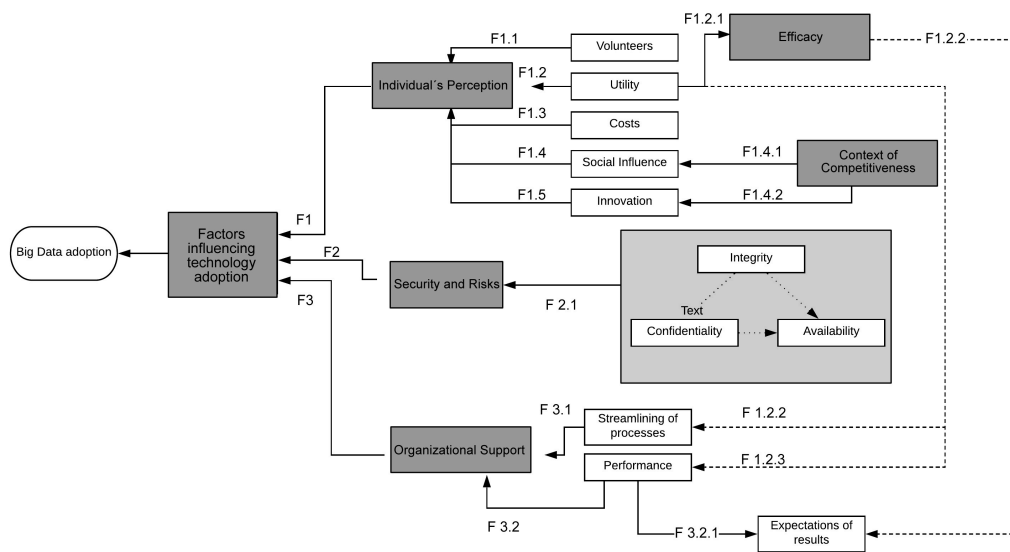 F1.2.1
Efficacy
F1.2.2
F1.1
Volunteers
Individual´s Perception
F1.2
Utility
F1.3
Costs
F1.4
Social Influence
F1.4.1
Context of
Competitiveness
F1.5
Innovation
F1.4.2
Big Data adoption
Factors
influencing
technology
adoption
F1
F2
F3
Security and Risks
F 2.1
Integrity
Text
Confidentiality
Availability
Organizational Support
F 3.1
Streamlining of
processes
F 1.2.2
Performance
F 1.2.3
F 3.2
F 3.2.1
Expectations of
results